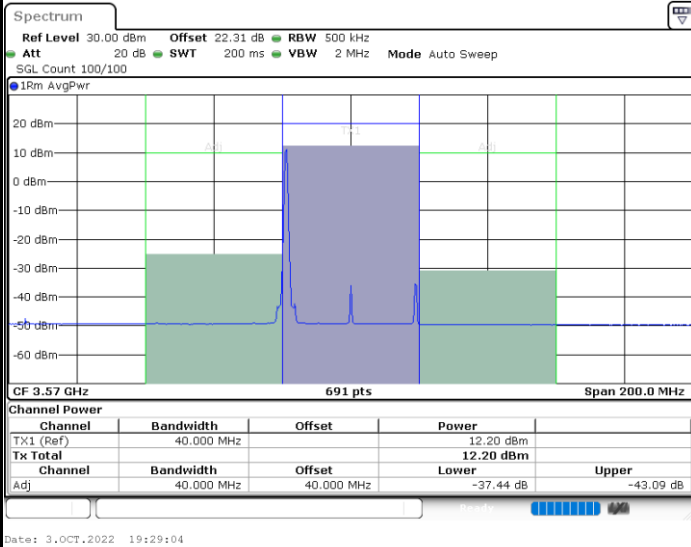 Spectrum
Ref Level 30.00 dBm Offset 22.31 dB RBW 500 kHz
Att 20 dB SWT 200 ms VBW 2 MHz Mode Auto Sweep
SGL Count 100/100
1Rm AvgPwr
20 dBm
TX1
Adj
Adj
10 dBm
0 dBm
-10 dBm
-20 dBm
-30 dBm
-40 dBm
-50 dBm
-60 dBm
CF 3.57 GHz 691 pts Span 200.0 MHz
Channel Power
Channel Bandwidth Offset Power
TX1 (Ref) 40.000 MHz 12.20 dBm
Tx Total 12.20 dBm
Channel Bandwidth Offset Lower Upper
Adj 40.000 MHz 40.000 MHz -37.44 dB -43.09 dB
Ready
Date: 3.OCT.2022 19:29:04